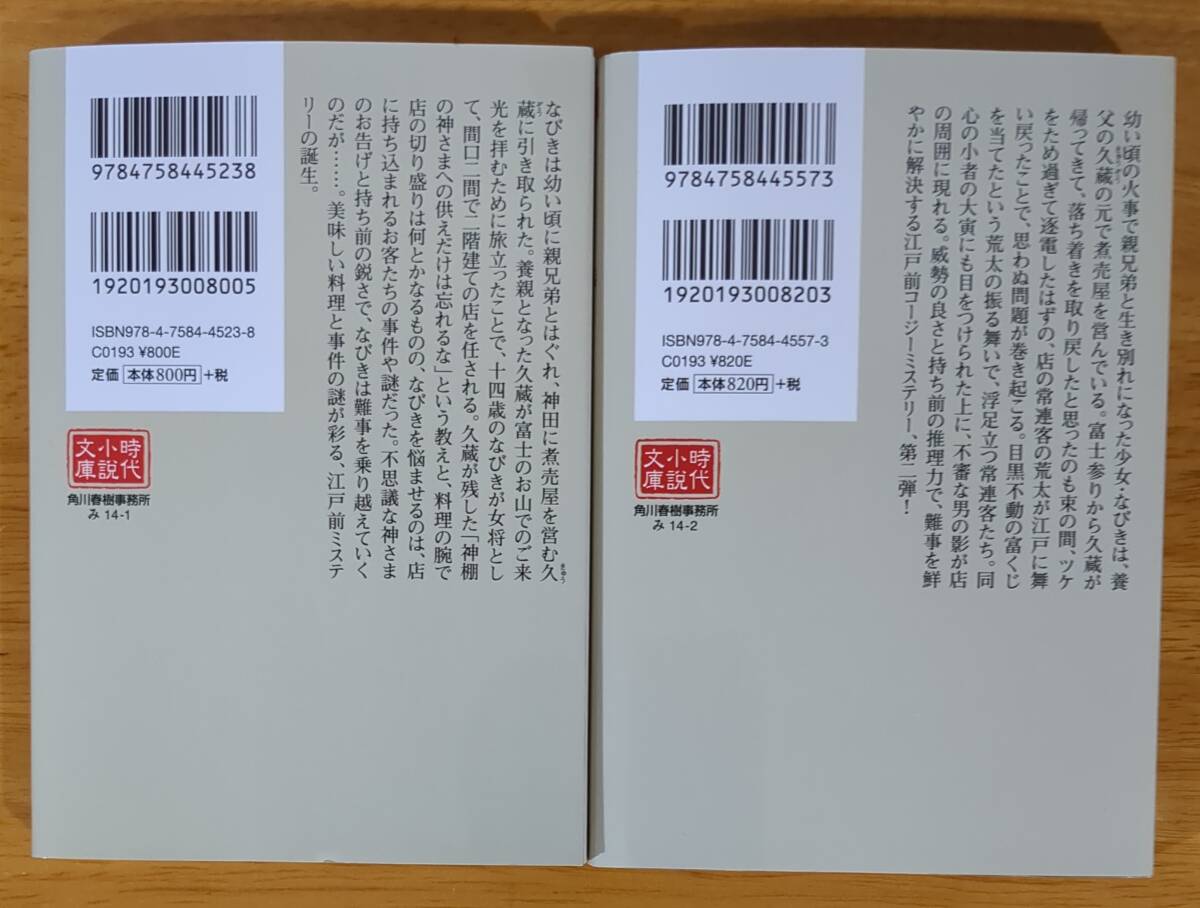 9784758445238
1920193008005
ISBN978-4-7584-4523-8
C0193 ¥800E
定価 本体800円 +税
時代
小説
文庫
角川春樹事務所
み 14-1
なびきは幼い頃に親兄弟とはぐれ、神田に煮売屋を営む久
蔵に引き取られた。養親となった久蔵が富士のお山でのご来
光を拝むために旅立ったことで、十四歳のなびきが女将とし
て、間口二間で二階建ての店を任される。久蔵が残した「神棚
の神さまへの供えだけは忘れるな」という教えと、料理の腕で
店の切り盛りは何とかなるものの、なびきを悩ませるのは、店
に持ち込まれるお客たちの事件や謎だった。不思議な神さま
のお告げと持ち前の鋭さで、なびきは難事を乗り越えていく
のだが……。美味しい料理と事件の謎が彩る、江戸前ミステ
リーの誕生。
9784758445573
1920193008203
ISBN978-4-7584-4557-3
C0193 ¥820E
定価 本体820円 +税
時代
小説
文庫
角川春樹事務所
み 14-2
幼い頃の火事で親兄弟と生き別れになった少女・なびきは、養
父の久蔵の元で煮売屋を営んでいる。富士参りから久蔵が
帰ってきて、落ち着きを取り戻したと思ったのも束の間、ツケ
をため過ぎて逐電したはずの、店の常連客の荒太が江戸に舞
い戻ったことで、思わぬ問題が巻き起こる。目黒不動の富くじ
を当てたという荒太の振る舞いで、浮足立つ常連客たち。同
心の小者の大寅にも目をつけられた上に、不審な男の影が店
の周囲に現れる。威勢の良さと持ち前の推理力で、難事を鮮
やかに解決する江戸前コージーミステリー、第二弾!